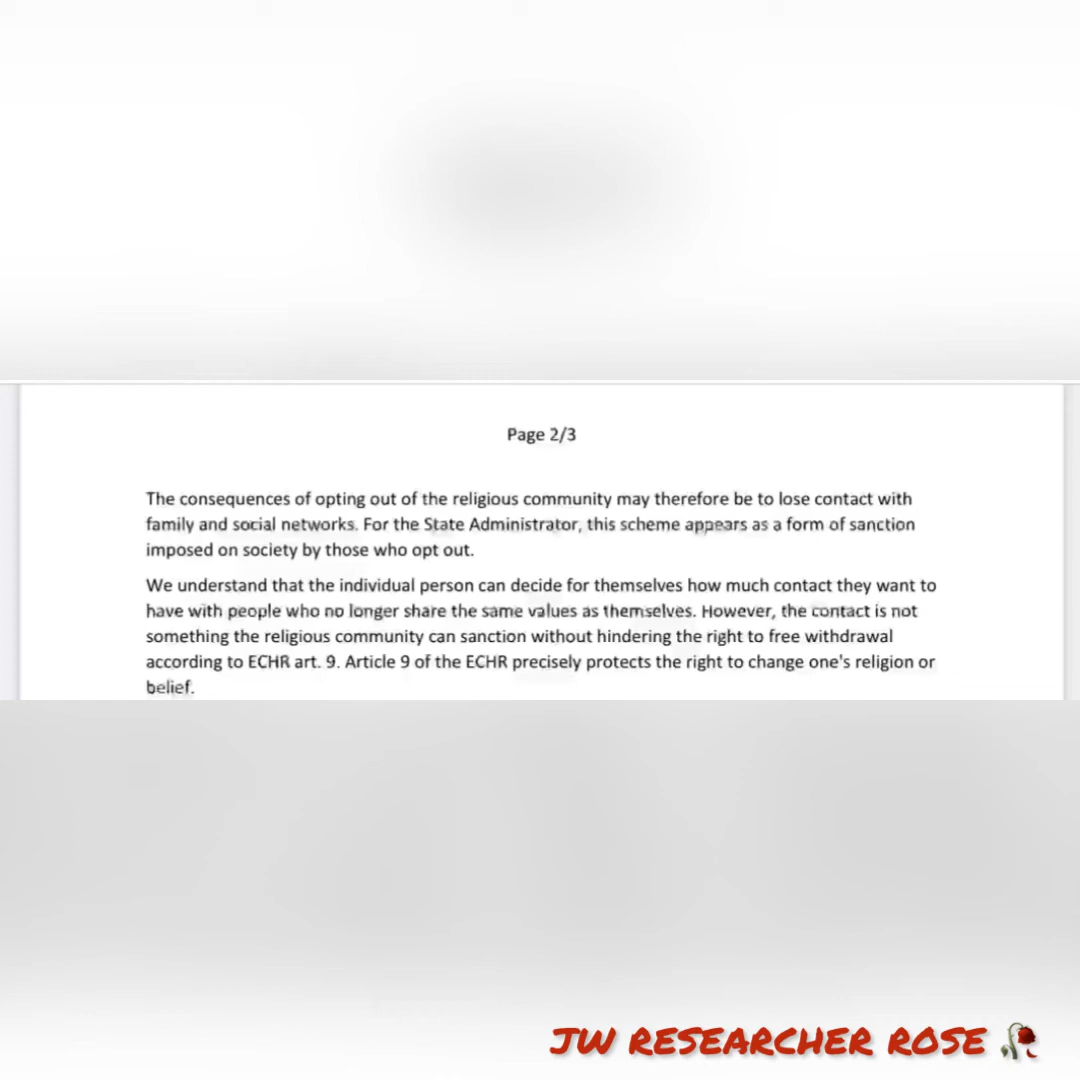 Page 2/3
The consequences of opting out of the religious community may therefore be to lose contact with
family and social networks. For the State Administrator, this scheme appears as a form of sanction
imposed on society by those who opt out.
We understand that the individual person can decide for themselves how much contact they want to
have with people who no longer share the same values as themselves. However, the contact is not
something the religious community can sanction without hindering the right to free withdrawal
according to ECHR art. 9. Article 9 of the ECHR precisely protects the right to change one's religion or
belief.
JW RESEARCHER ROSE 🥀